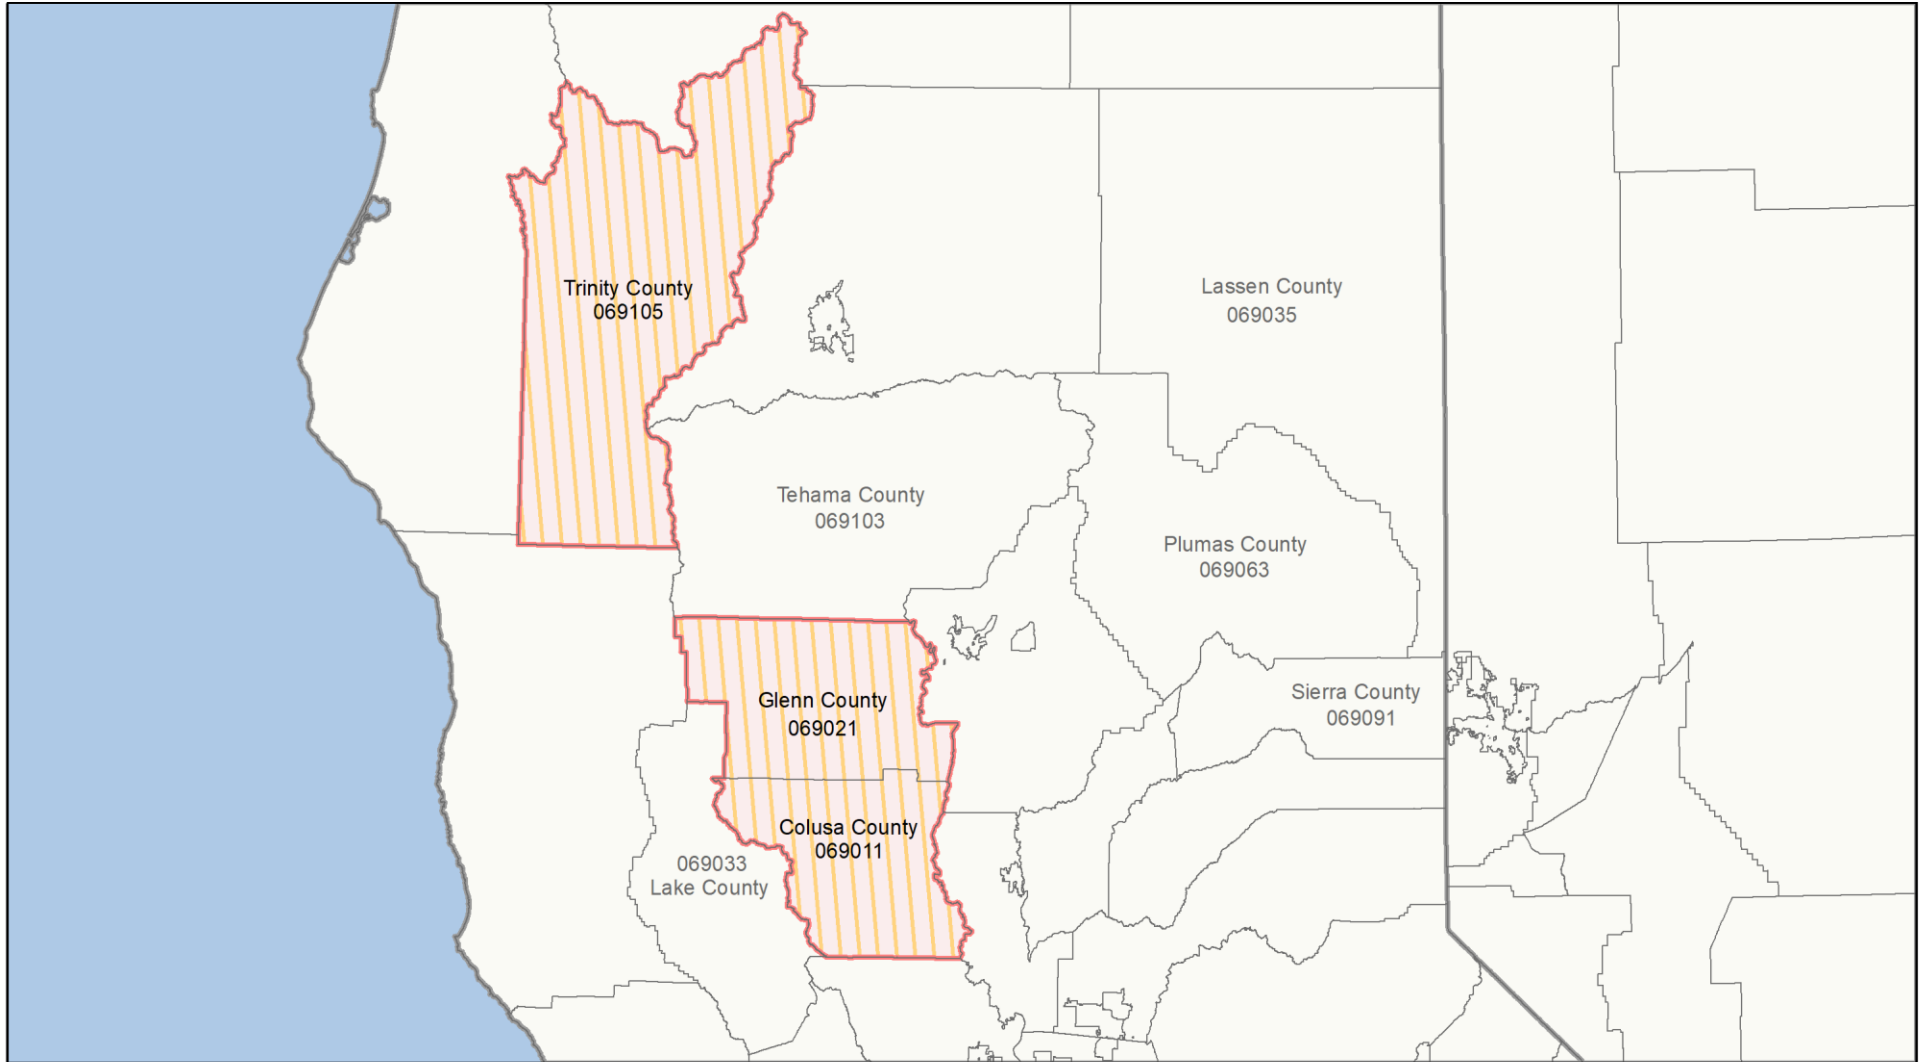 Trinity County
069105
Lassen County
069035
Tehama County
069103
Plumas County
069063
Glenn County
069021
Sierra County
069091
Colusa County
069011
069033
Lake County